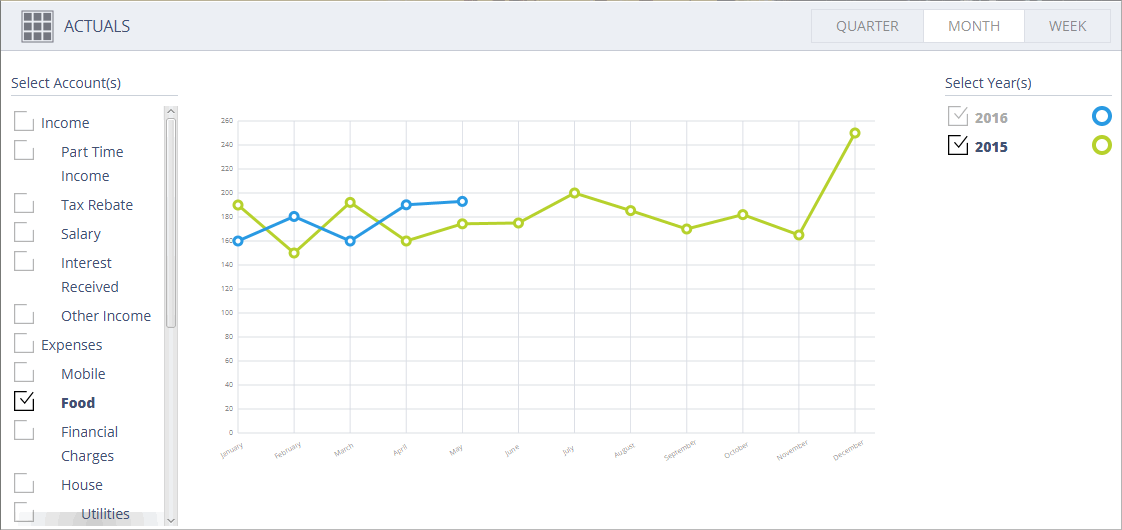 ACTUALS
QUARTER MONTH WEEK
Select Account(s)
Income
Part Time
Income
Tax Rebate
Salary
Interest
Received
Other Income
Expenses
Mobile
Food
Financial
Charges
House
Utilities
260
240
220
200
180
160
140
120
100
80
60
40
20
0
January February March April May June July August September October November December
Select Year(s)
2016
2015